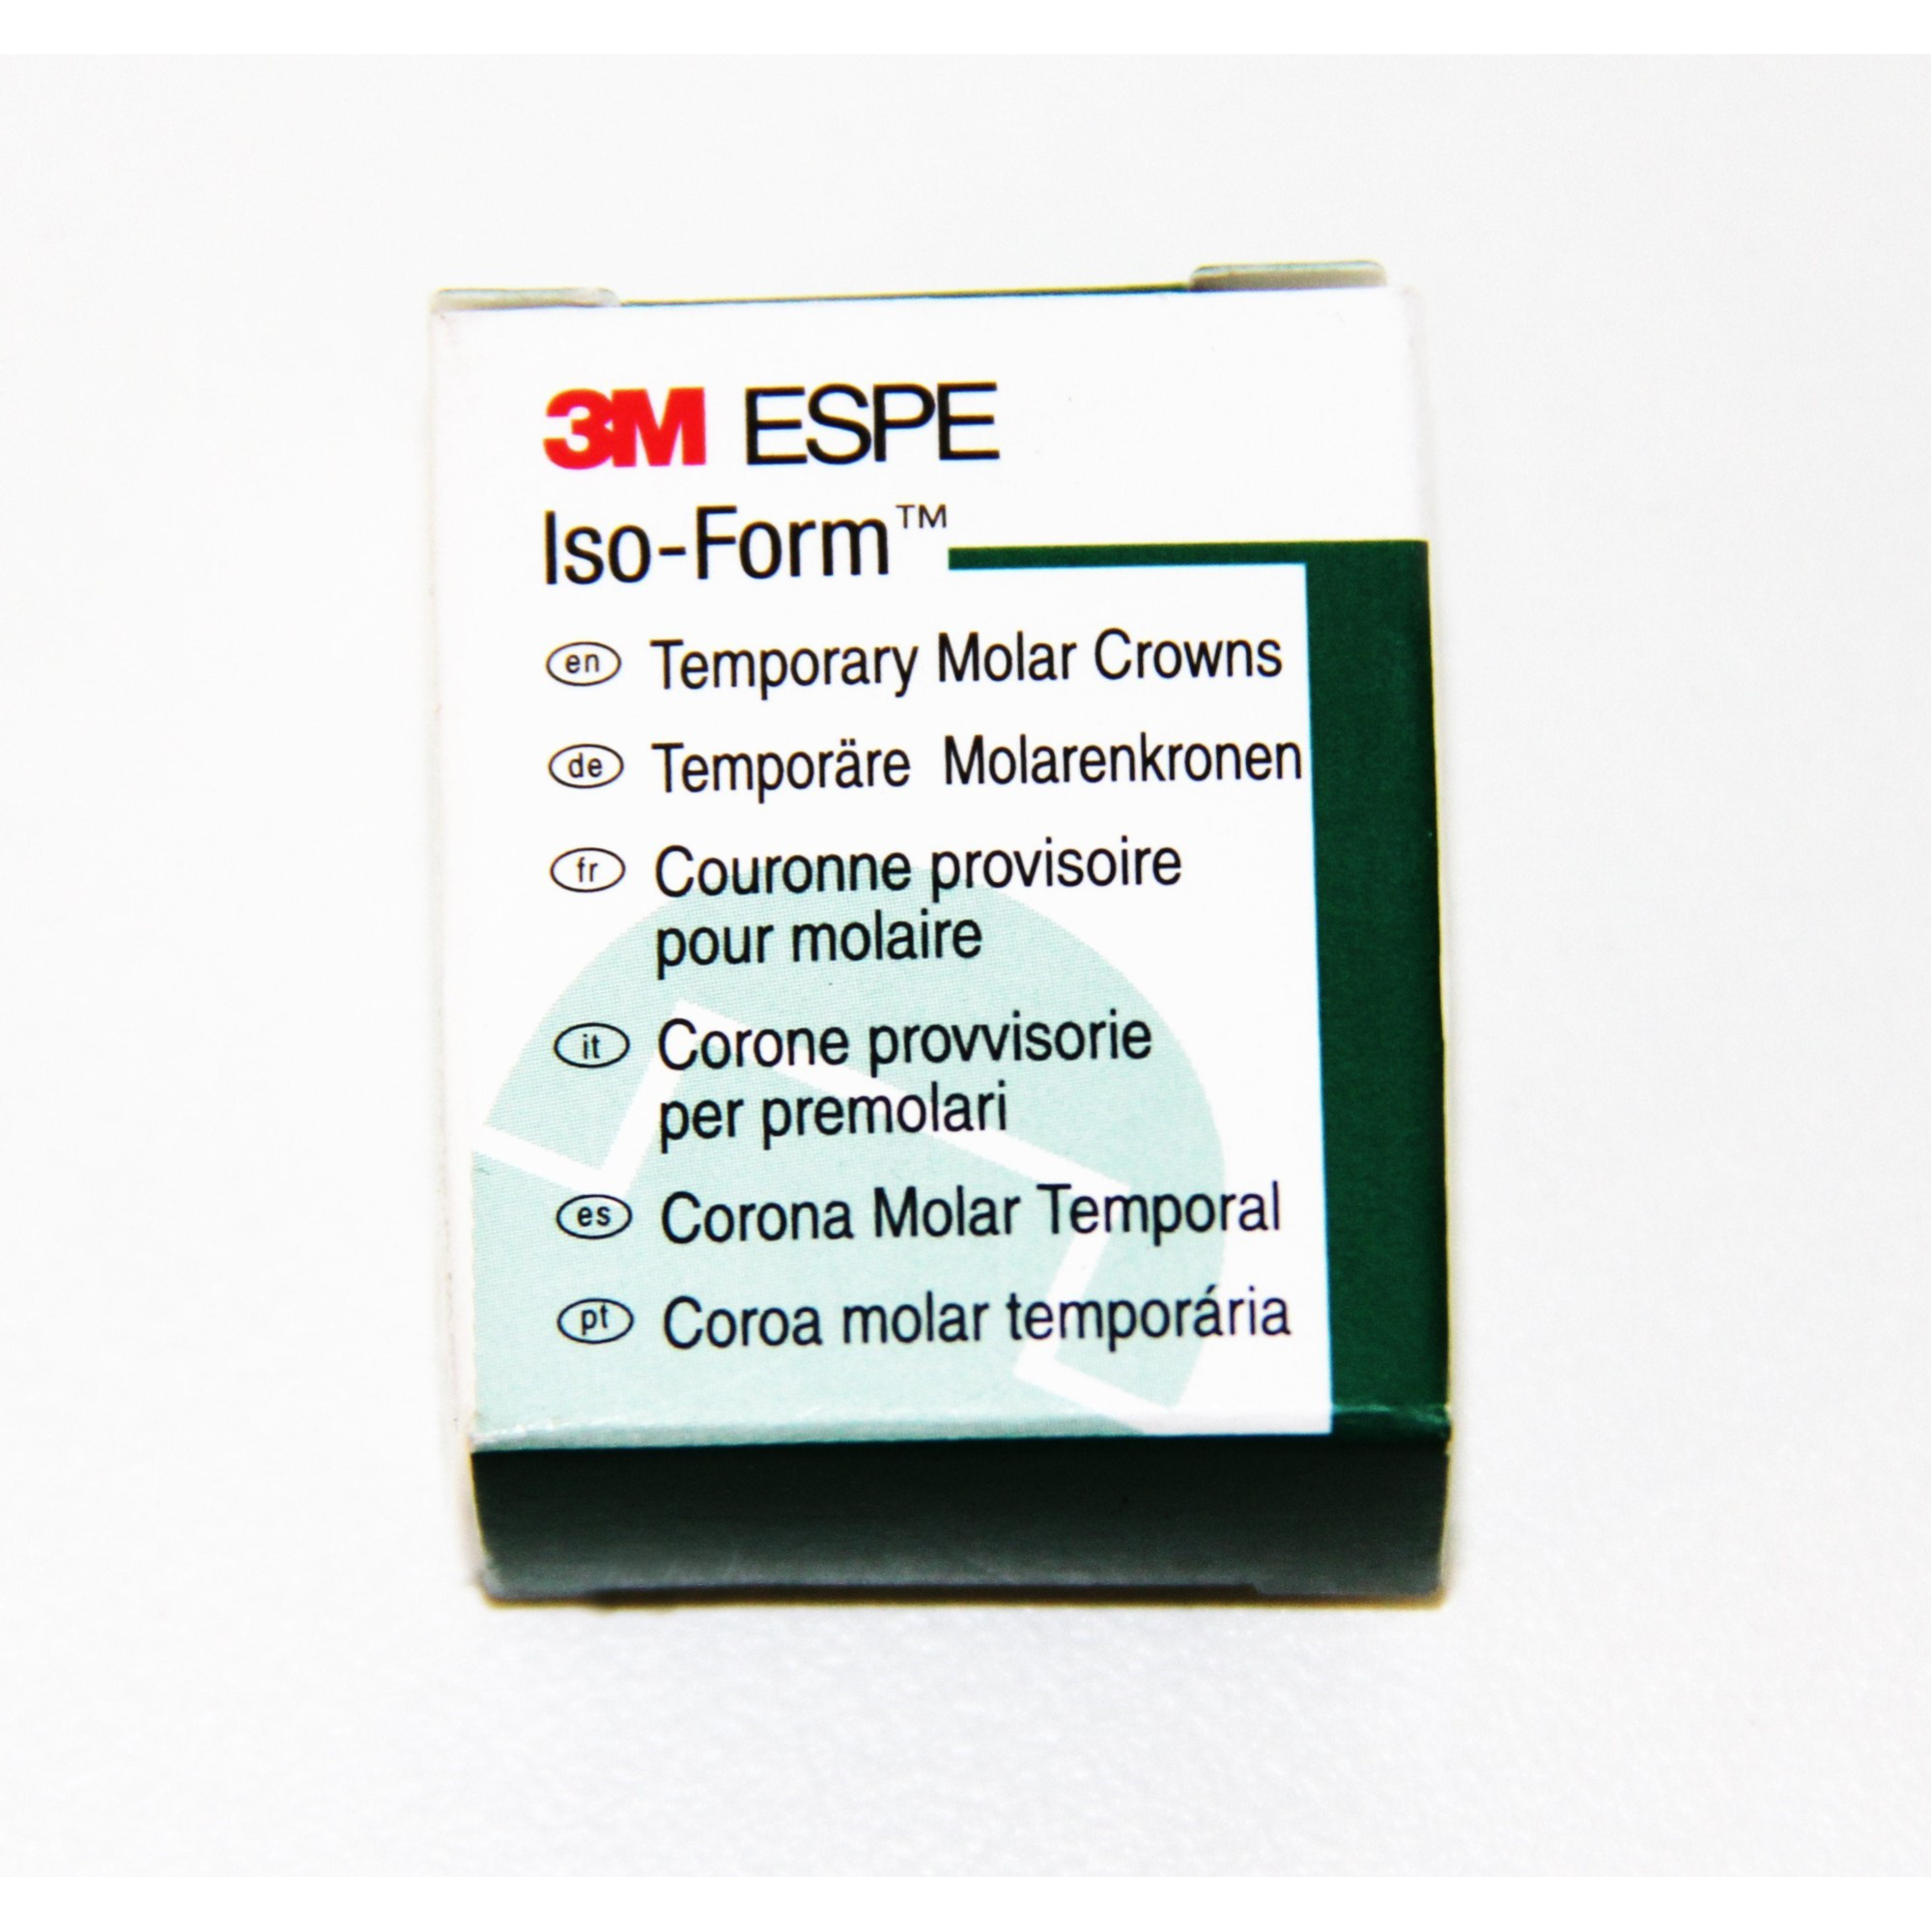 3M ESPE
Iso-Form™
en Temporary Molar Crowns
de Temporäre Molarenkronen
fr Couronne provisoire
pour molaire
it Corone provvisorie
per premolari
es Corona Molar Temporal
pt Coroa molar temporária